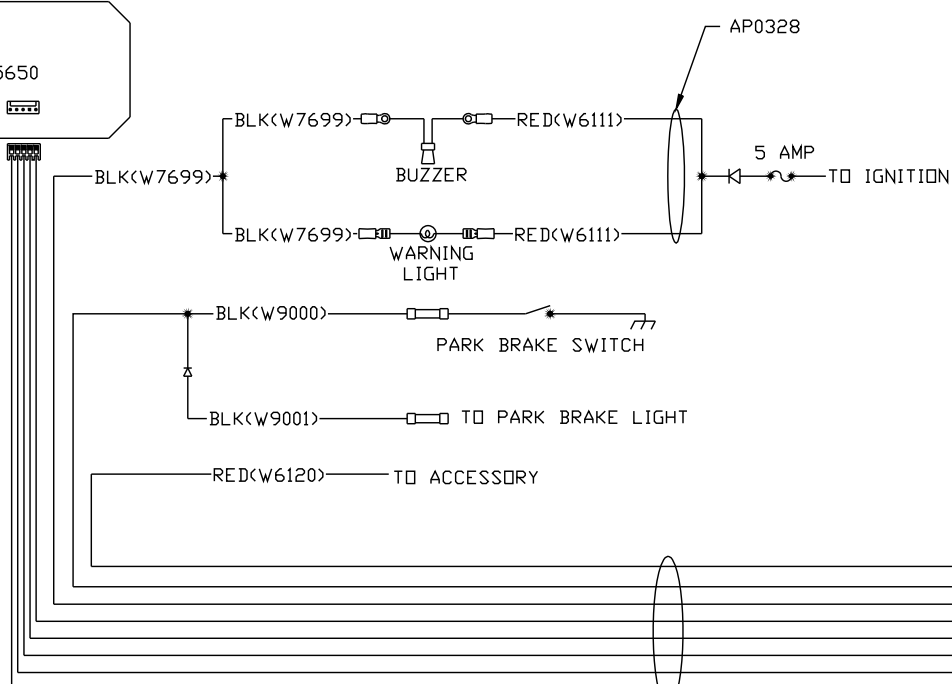 AP0328
5650
BLK(W7699)
RED(W6111)
5 AMP
BUZZER
BLK(W7699)
TO IGNITION
BLK(W7699)
RED(W6111)
WARNING
LIGHT
BLK(W9000)
PARK BRAKE SWITCH
BLK(W9001)
TO PARK BRAKE LIGHT
RED(W6120)
TO ACCESSORY